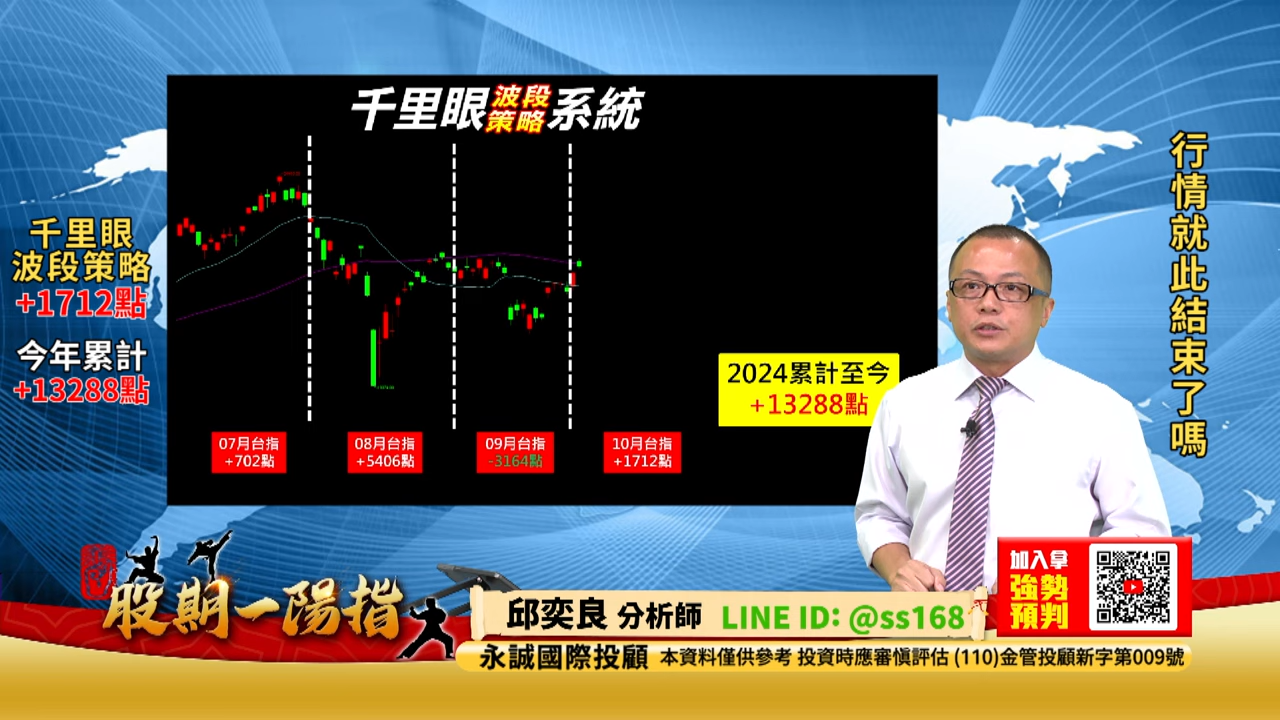 千里眼波段策略系統
千里眼
波段策略
+1712點
今年累計
+13288點
2024累計至今
+13288點
07月台指
+702點
08月台指
+5406點
09月台指
-3164點
10月台指
+1712點
行情就此結束了嗎
股期一陽指
加入拿
強勢
預判
邱奕良 分析師 LINE ID: @ss168
永誠國際投顧 本資料僅供參考 投資時應審慎評估 (110)金管投顧新字第009號